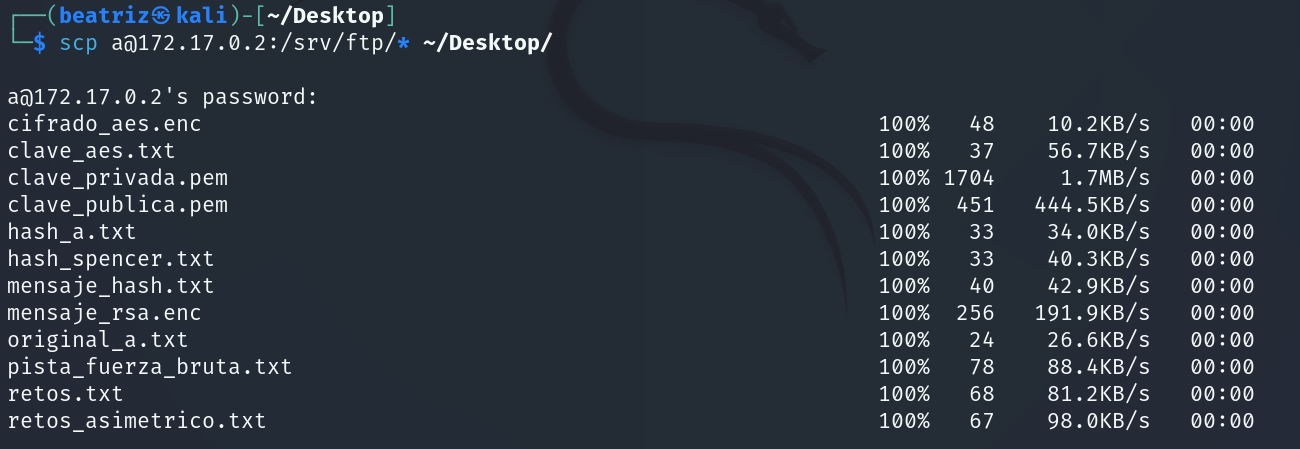 ┌──(beatriz㉿kali)-[~/Desktop]
└─$ scp a@172.17.0.2:/srv/ftp/* ~/Desktop/
a@172.17.0.2's password:
cifrado_aes.enc 100% 48 10.2KB/s 00:00
clave_aes.txt 100% 37 56.7KB/s 00:00
clave_privada.pem 100% 1704 1.7MB/s 00:00
clave_publica.pem 100% 451 444.5KB/s 00:00
hash_a.txt 100% 33 34.0KB/s 00:00
hash_spencer.txt 100% 33 40.3KB/s 00:00
mensaje_hash.txt 100% 40 42.9KB/s 00:00
mensaje_rsa.enc 100% 256 191.9KB/s 00:00
original_a.txt 100% 24 26.6KB/s 00:00
pista_fuerza_bruta.txt 100% 78 88.4KB/s 00:00
retos.txt 100% 68 81.2KB/s 00:00
retos_asimetrico.txt 100% 67 98.0KB/s 00:00